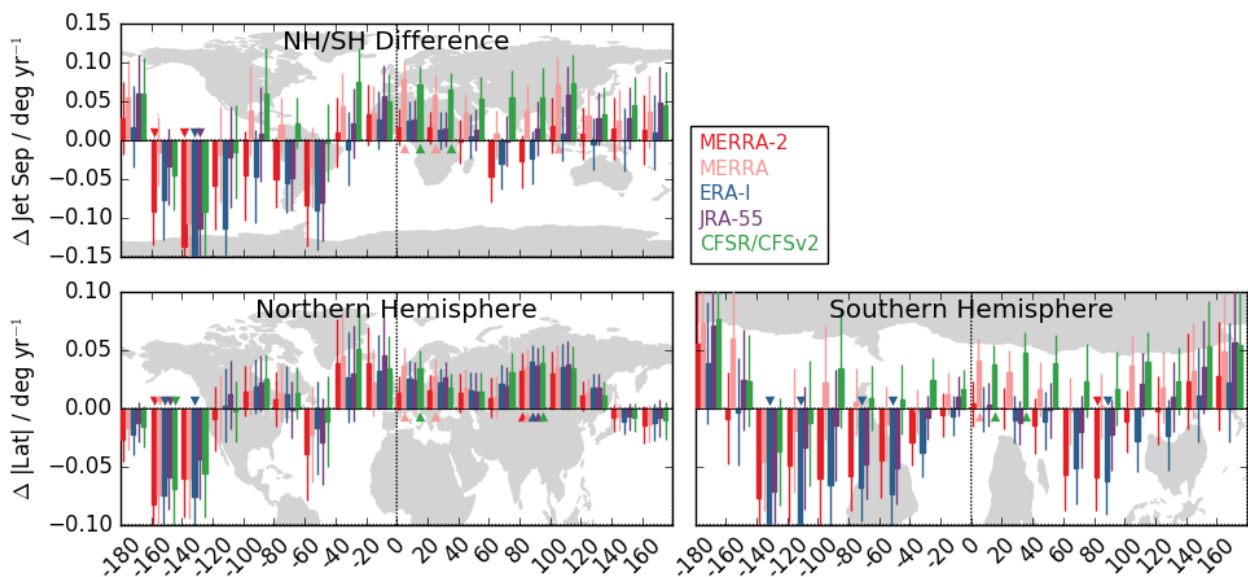 NH/SH Difference
Δ Jet Sep / deg yr⁻¹
0.15
0.10
0.05
0.00
−0.05
−0.10
−0.15
MERRA-2
MERRA
ERA-I
JRA-55
CFSR/CFSv2
Northern Hemisphere
Δ |Lat| / deg yr⁻¹
0.10
0.05
0.00
−0.05
−0.10
-180 -160 -140 -120 -100 -80 -60 -40 -20 0 20 40 60 80 100 120 140 160
Southern Hemisphere
-180 -160 -140 -120 -100 -80 -60 -40 -20 0 20 40 60 80 100 120 140 160